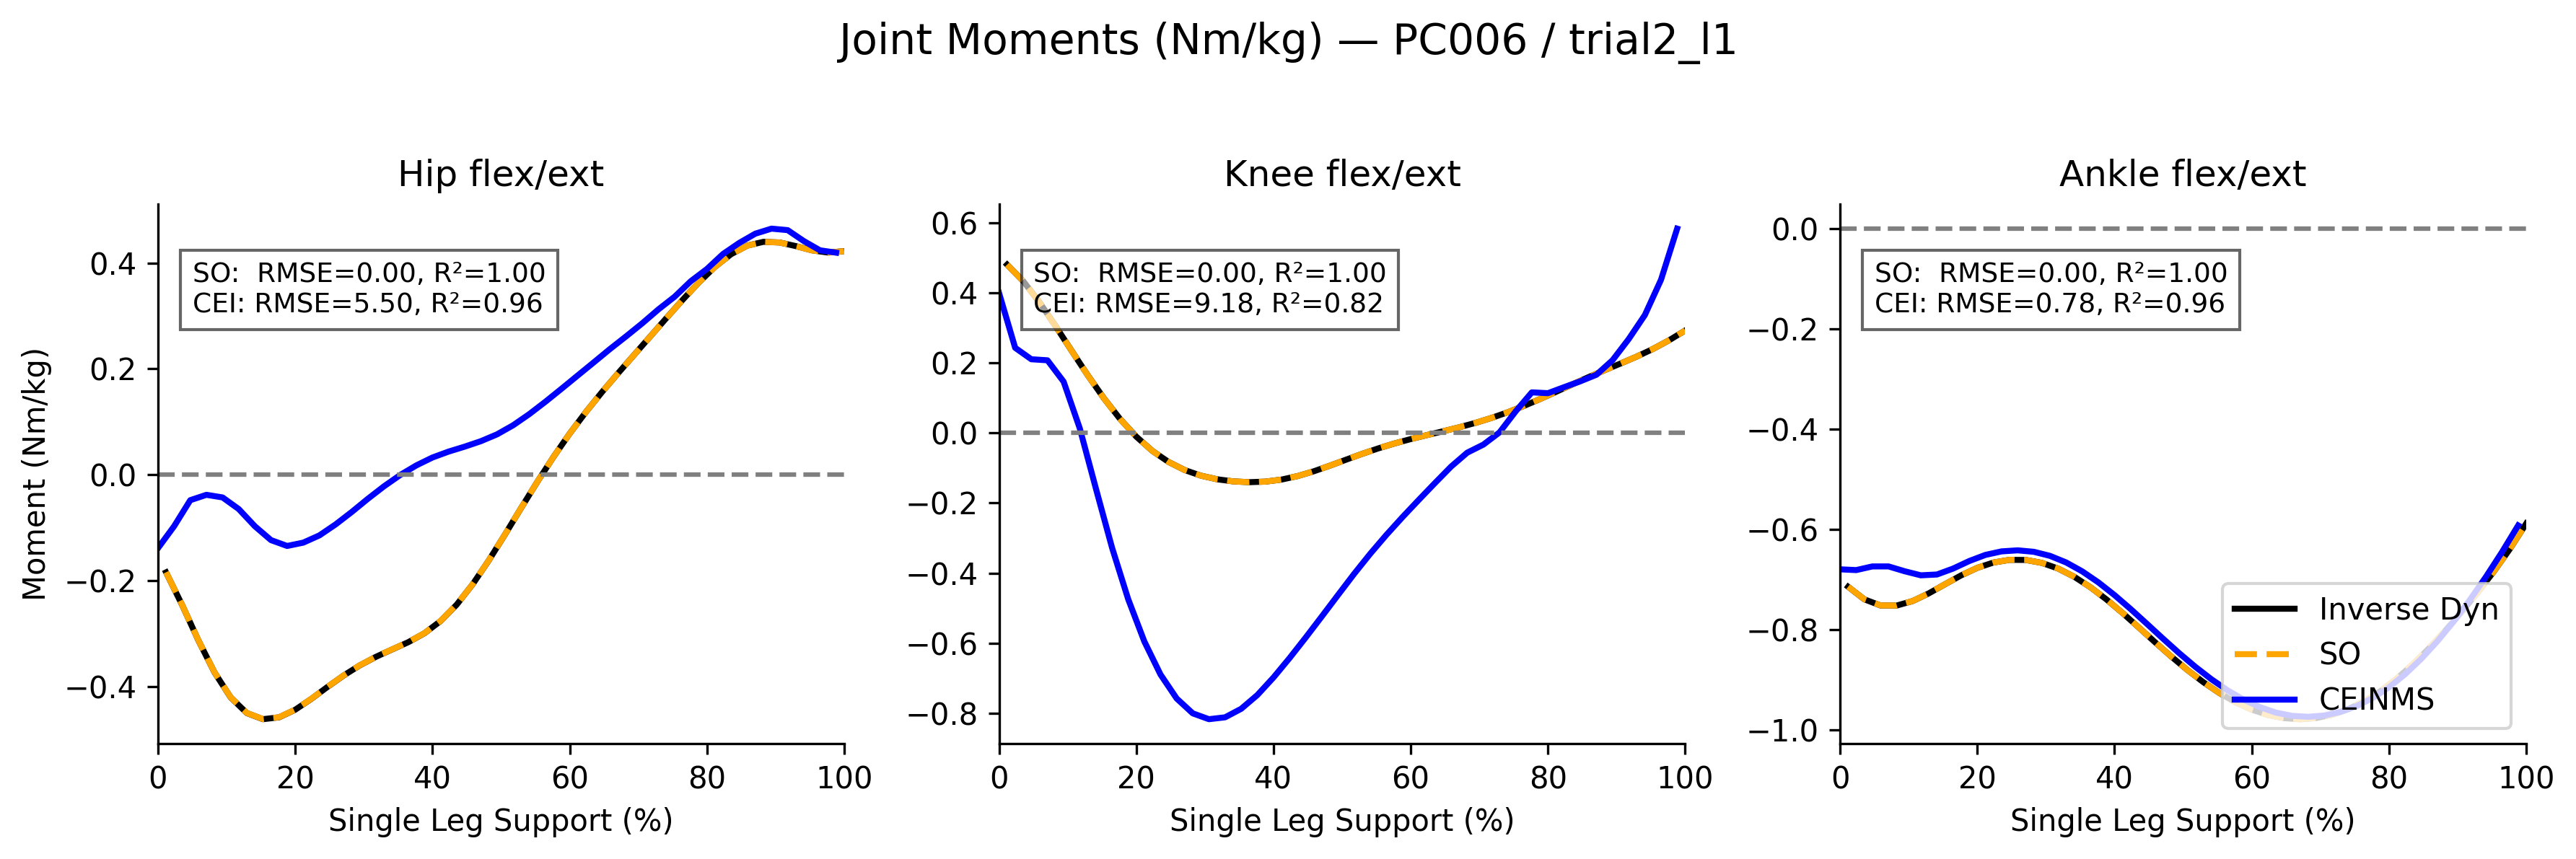 Joint Moments (Nm/kg) — PC006 / trial2_l1
Hip flex/ext
Knee flex/ext
Ankle flex/ext
Moment (Nm/kg)
0.4
0.2
0.0
−0.2
−0.4
SO:  RMSE=0.00, R²=1.00
CEI: RMSE=5.50, R²=0.96
0 20 40 60 80 100
Single Leg Support (%)
0.6
0.4
0.2
0.0
−0.2
−0.4
−0.6
−0.8
SO:  RMSE=0.00, R²=1.00
CEI: RMSE=9.18, R²=0.82
0 20 40 60 80 100
Single Leg Support (%)
0.0
−0.2
−0.4
−0.6
−0.8
−1.0
SO:  RMSE=0.00, R²=1.00
CEI: RMSE=0.78, R²=0.96
Inverse Dyn
SO
CEINMS
0 20 40 60 80 100
Single Leg Support (%)